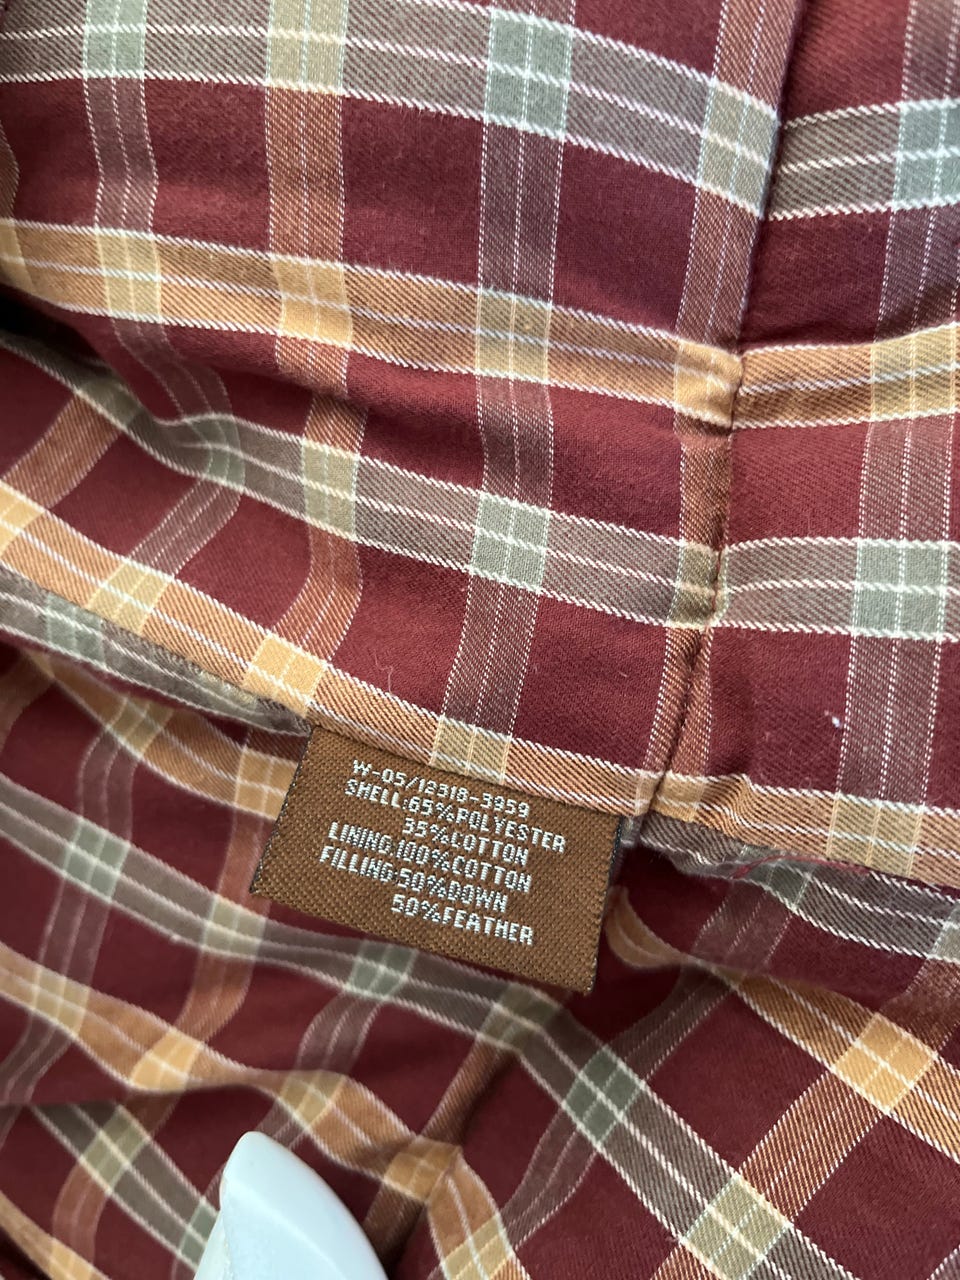 W-05/12318-3959
SHELL:65%POLYESTER
35%COTTON
LINING:100%COTTON
FILLING:50%DOWN
50%FEATHER